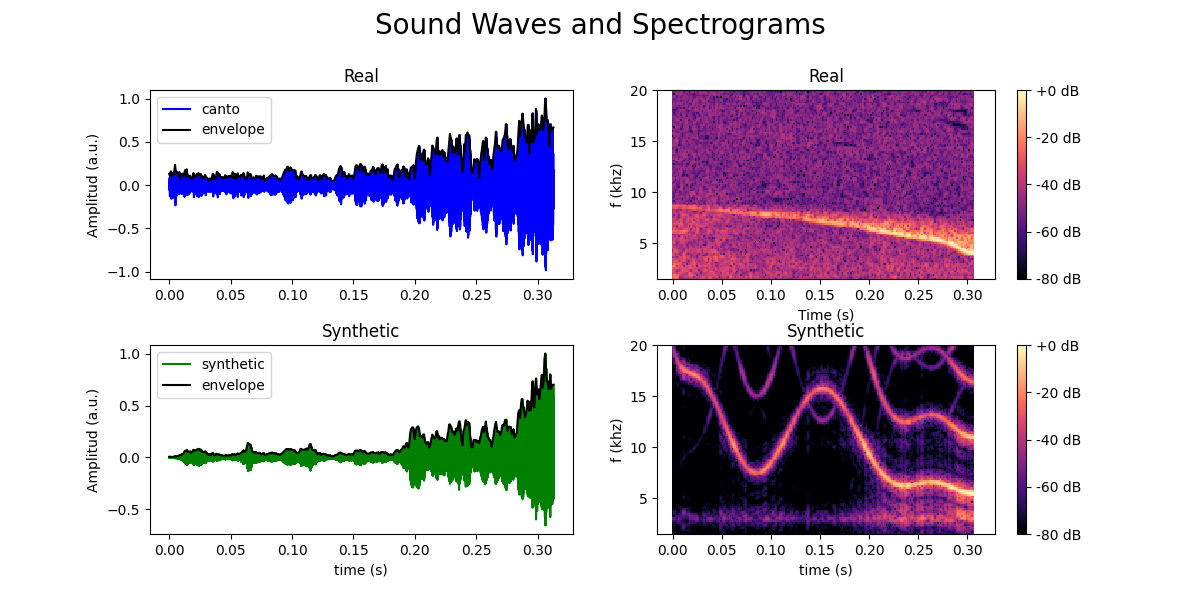 Sound Waves and Spectrograms
Real
canto
envelope
1.0
0.5
0.0
−0.5
−1.0
Amplitud (a.u.)
0.00 0.05 0.10 0.15 0.20 0.25 0.30
Real
20
15
10
5
f (khz)
0.00 0.05 0.10 0.15 0.20 0.25 0.30
Time (s)
+0 dB
-20 dB
-40 dB
-60 dB
-80 dB
Synthetic
synthetic
envelope
1.0
0.5
0.0
−0.5
Amplitud (a.u.)
0.00 0.05 0.10 0.15 0.20 0.25 0.30
time (s)
Synthetic
20
15
10
5
f (khz)
0.00 0.05 0.10 0.15 0.20 0.25 0.30
time (s)
+0 dB
-20 dB
-40 dB
-60 dB
-80 dB